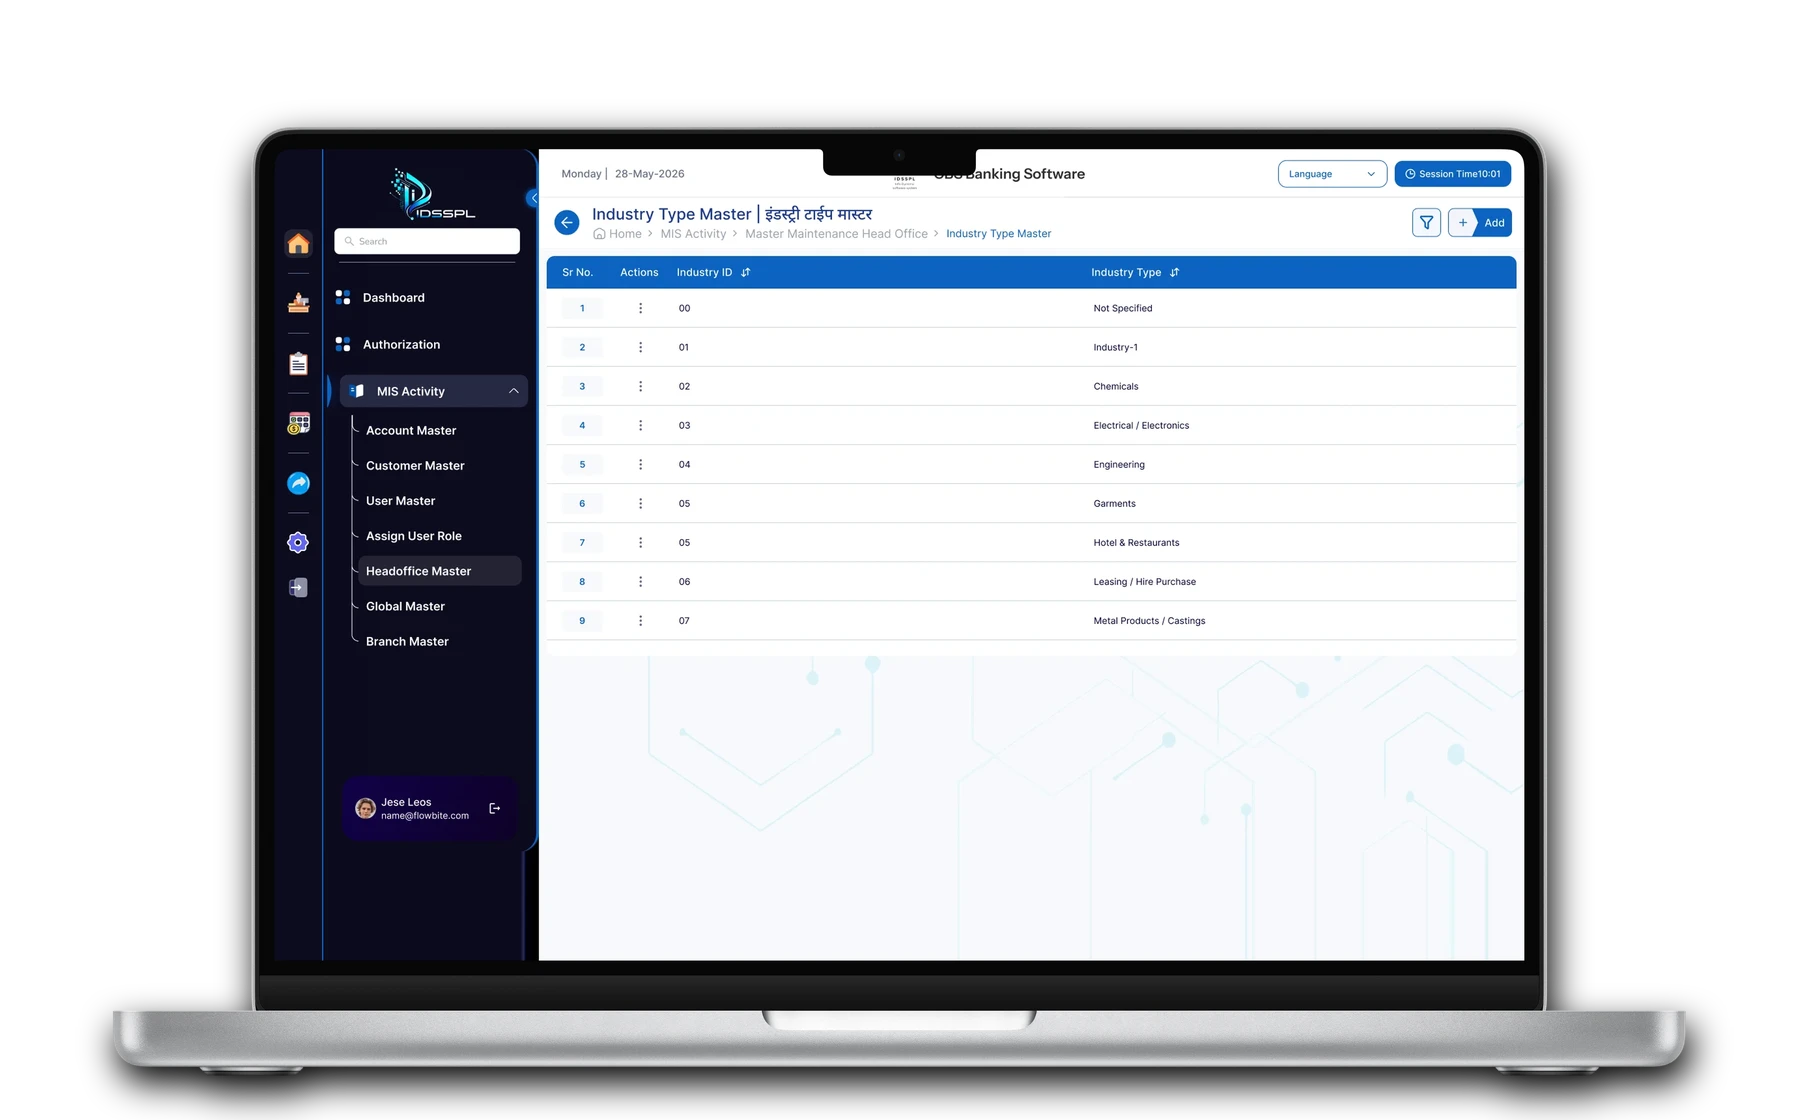 IDSSPL
Search
Dashboard
Authorization
MIS Activity
Account Master
Customer Master
User Master
Assign User Role
Headoffice Master
Global Master
Branch Master
Jese Leos
name@flowbite.com
Monday | 28-May-2026
IDSSPL
Banking Software
Language
Session Time10:01
Industry Type Master | इंडस्ट्री टाईप मास्टर
Home > MIS Activity > Master Maintenance Head Office > Industry Type Master
+ Add
Sr No. Actions Industry ID Industry Type
1 00 Not Specified
2 01 Industry-1
3 02 Chemicals
4 03 Electrical / Electronics
5 04 Engineering
6 05 Garments
7 05 Hotel & Restaurants
8 06 Leasing / Hire Purchase
9 07 Metal Products / Castings